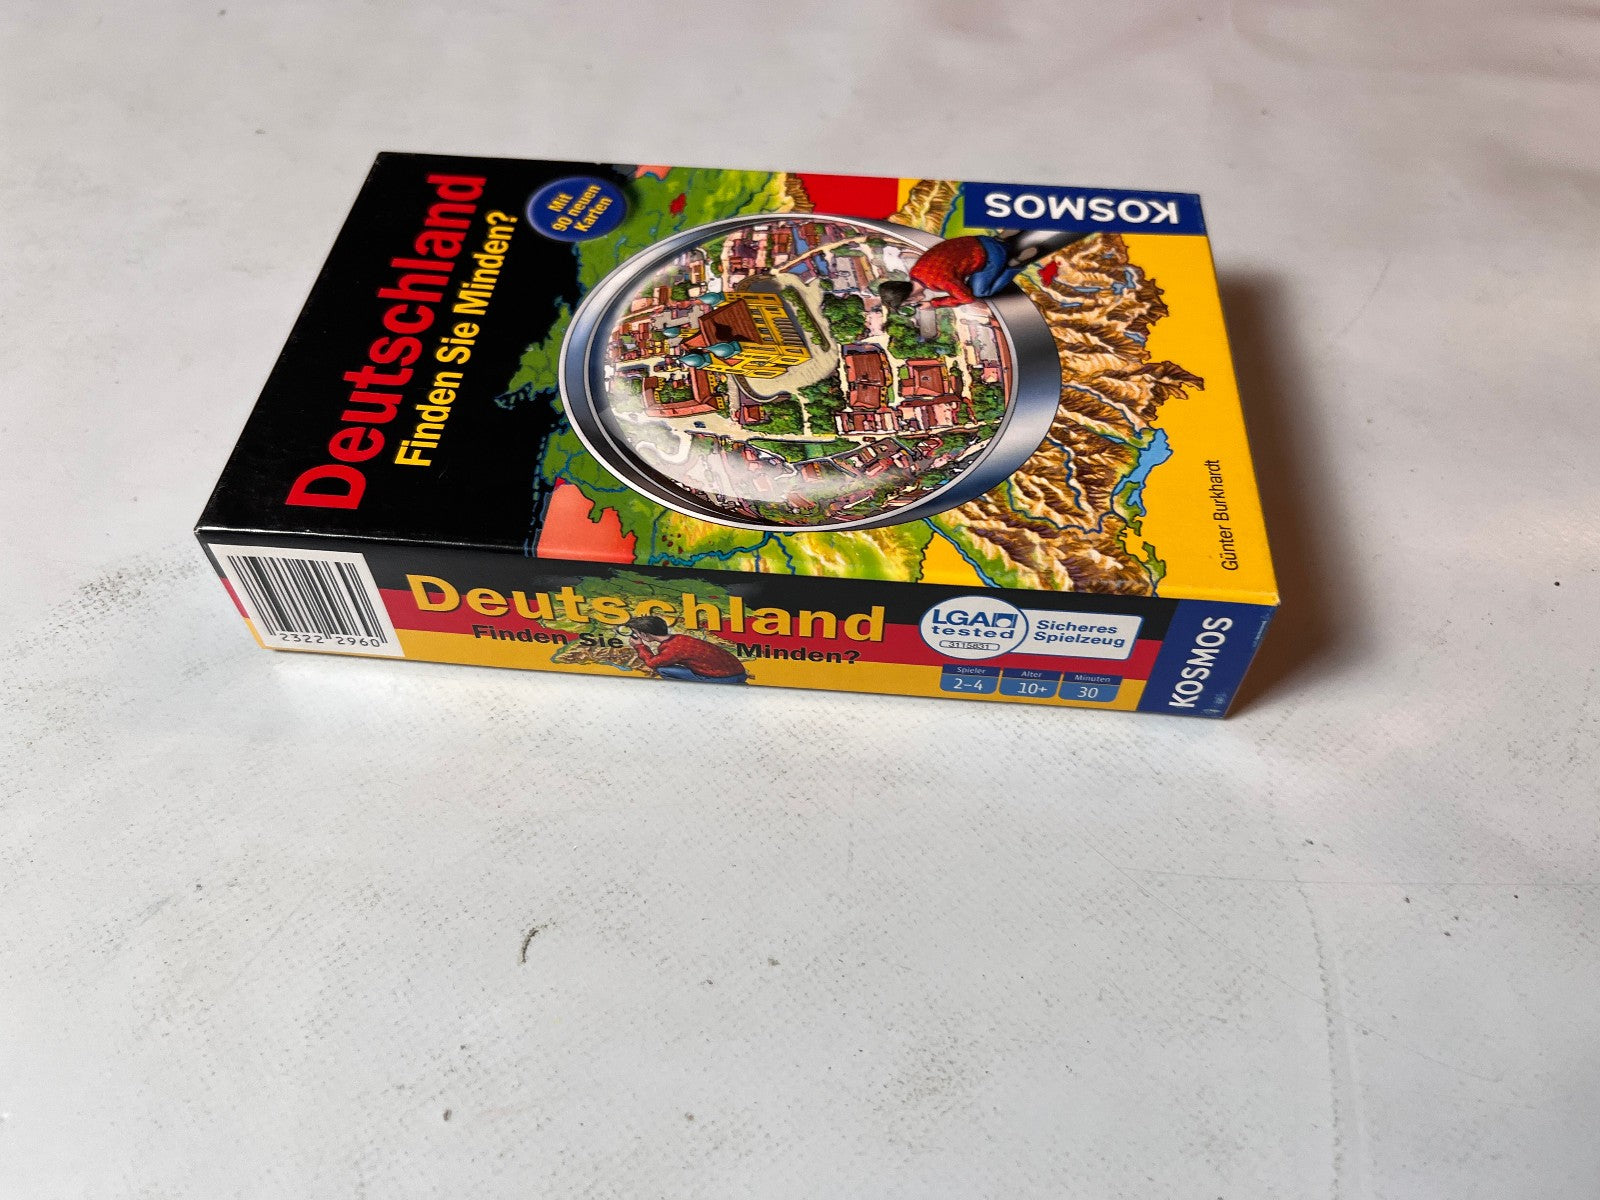 Deutschland
Finden Sie Minden?
Mit
90 neuen
Karten
KOSMOS
Günter Burkhardt
2322 2960
Deutschland
Finden Sie Minden?
LGA
tested
Sicheres
Spielzeug
Spieler
2–4
Alter
10+
Minuten
30
KOSMOS